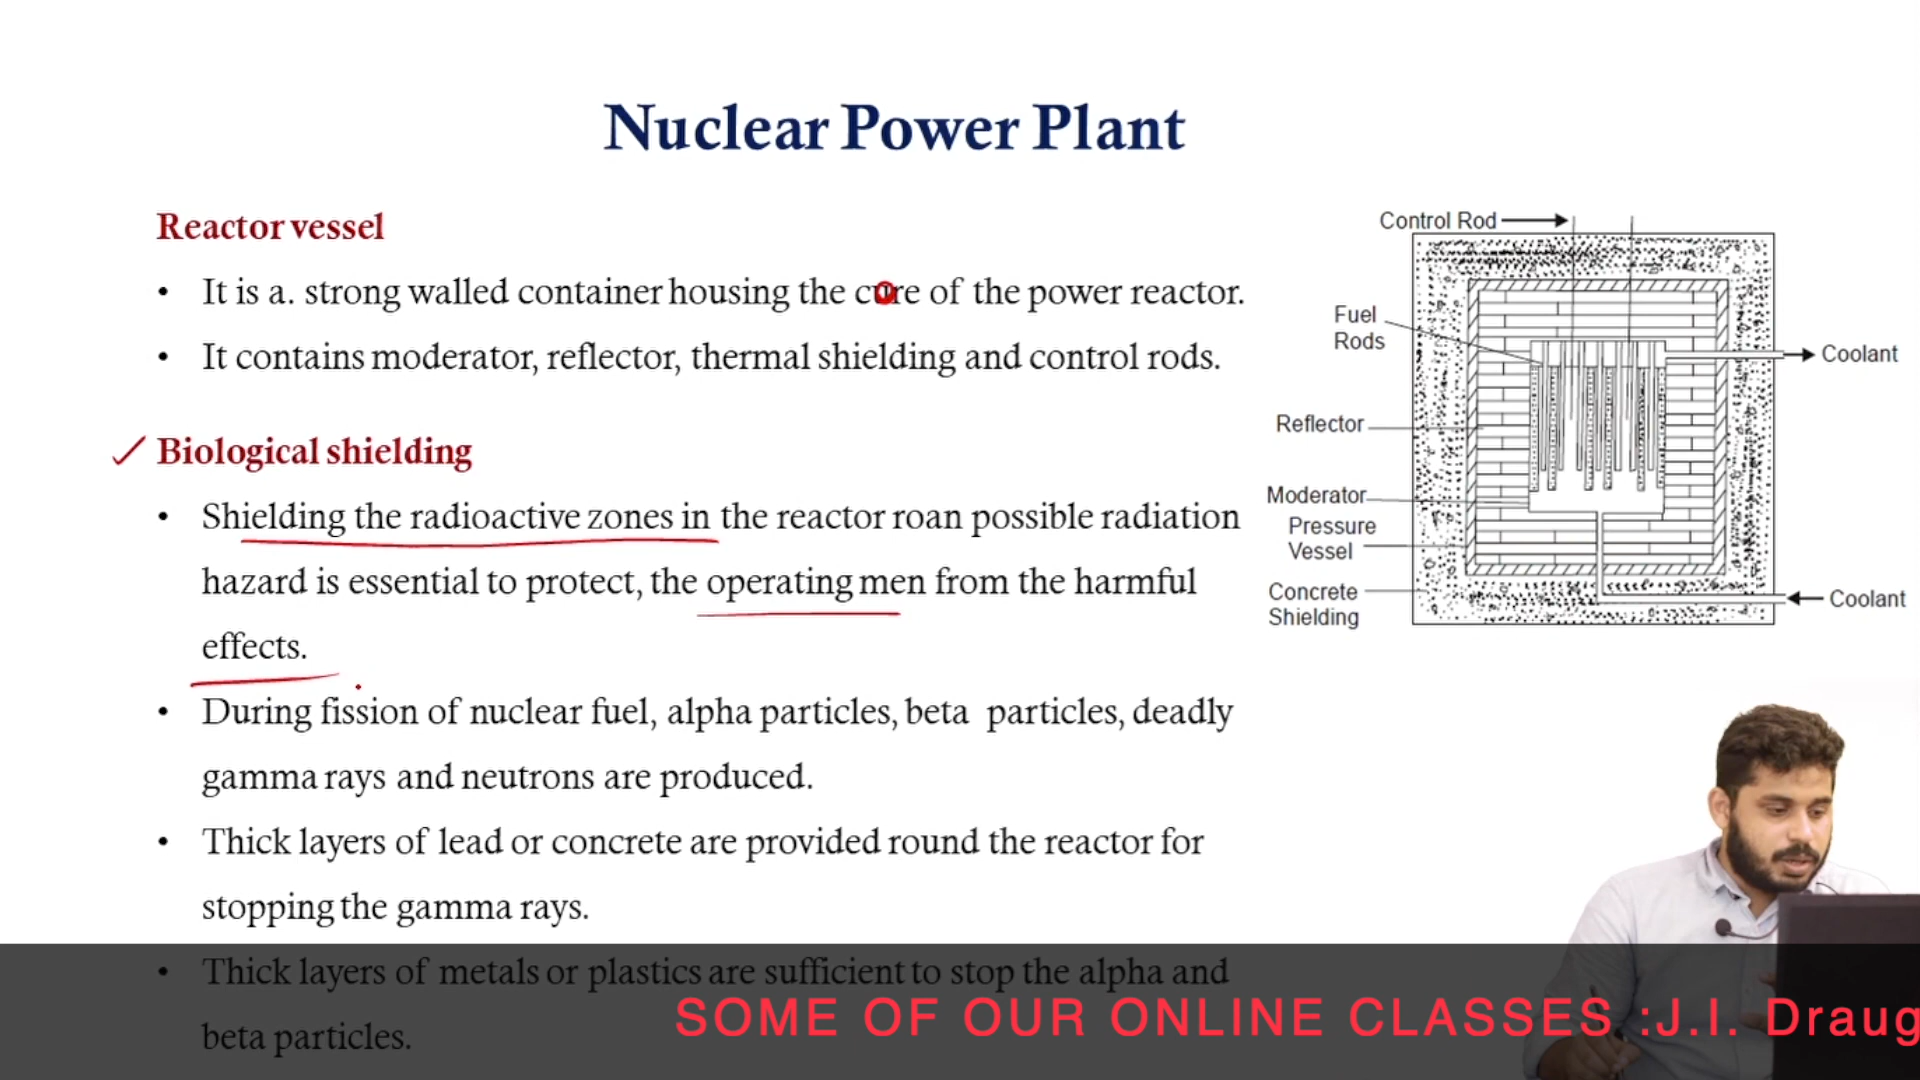 Nuclear Power Plant
Reactor vessel
• It is a. strong walled container housing the cure of the power reactor.
• It contains moderator, reflector, thermal shielding and control rods.
Biological shielding
• Shielding the radioactive zones in the reactor roan possible radiation
hazard is essential to protect, the operating men from the harmful
effects.
• During fission of nuclear fuel, alpha particles, beta particles, deadly
gamma rays and neutrons are produced.
• Thick layers of lead or concrete are provided round the reactor for
stopping the gamma rays.
• Thick layers of metals or plastics are sufficient to stop the alpha and
beta particles.
Control Rod
Fuel
Rods
Coolant
Reflector
Moderator
Pressure
Vessel
Concrete
Shielding
Coolant
SOME OF OUR ONLINE CLASSES :J.I. Draug